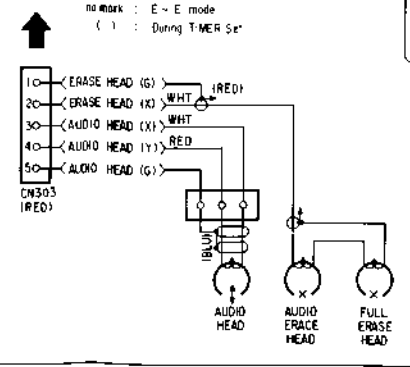 no mark : E ~ E mode
( ) : During T-MER Set
1 ERASE HEAD (G) (RED)
2 ERASE HEAD (X) WHT
3 AUDIO HEAD (X) WHT
4 AUDIO HEAD (Y) RED
5 AUDIO HEAD (G)
CN303
(RED)
(BLU)
AUDIO HEAD
AUDIO ERACE HEAD
FULL ERASE HEAD